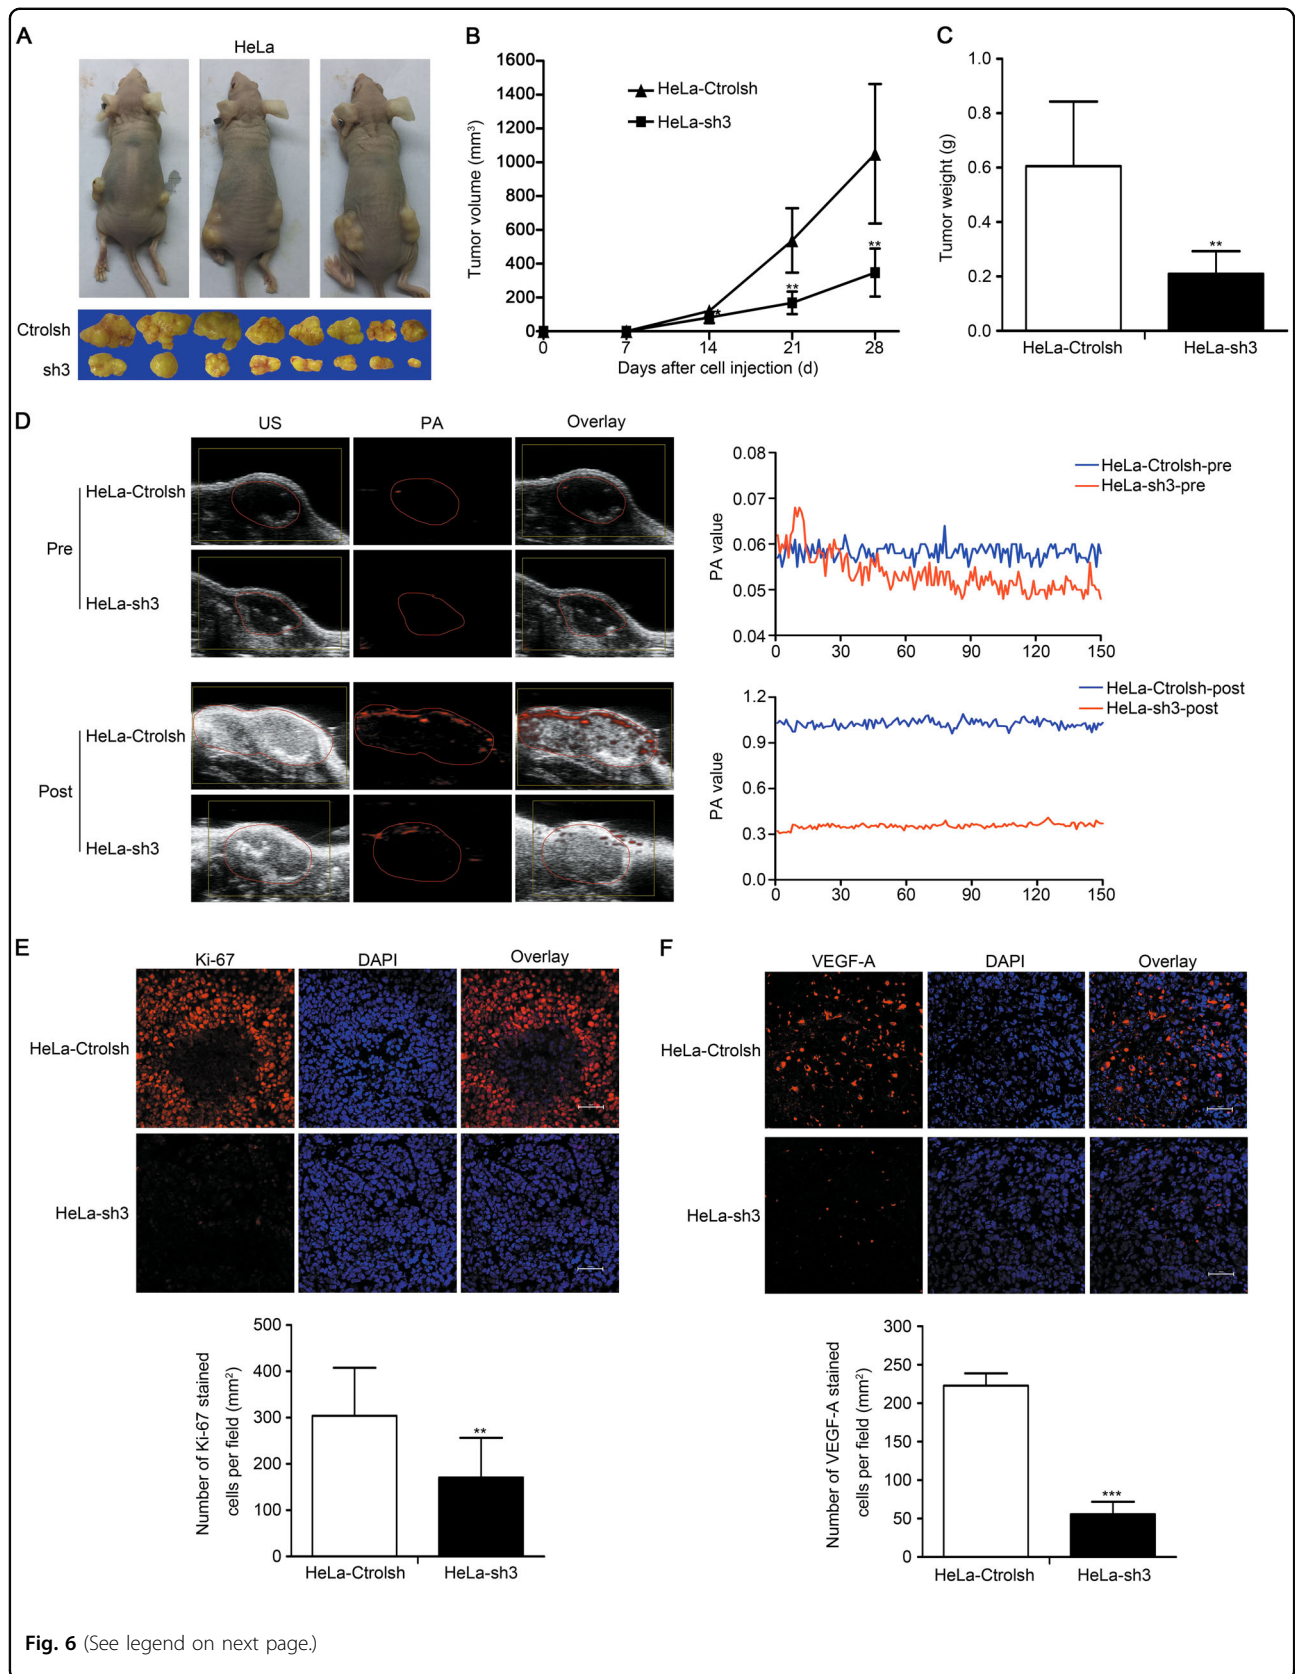 A
HeLa
Ctrolsh
sh3
B
1600
1400
1200
1000
800
600
400
200
0
Tumor volume (mm³)
HeLa-Ctrolsh
HeLa-sh3
*
**
**
0 7 14 21 28
Days after cell injection (d)
C
1.0
0.8
0.6
0.4
0.2
0.0
Tumor weight (g)
**
HeLa-Ctrolsh HeLa-sh3
D
US PA Overlay
Pre
HeLa-Ctrolsh
HeLa-sh3
Post
HeLa-Ctrolsh
HeLa-sh3
0.08
0.07
0.06
0.05
0.04
PA value
HeLa-Ctrolsh-pre
HeLa-sh3-pre
0 30 60 90 120 150
1.2
0.9
0.6
0.3
0.0
PA value
HeLa-Ctrolsh-post
HeLa-sh3-post
0 30 60 90 120 150
E
Ki-67 DAPI Overlay
HeLa-Ctrolsh
HeLa-sh3
500
400
300
200
100
0
Number of Ki-67 stained
cells per field (mm²)
**
HeLa-Ctrolsh HeLa-sh3
F
VEGF-A DAPI Overlay
HeLa-Ctrolsh
HeLa-sh3
300
250
200
150
100
50
0
Number of VEGF-A stained
cells per field (mm²)
***
HeLa-Ctrolsh HeLa-sh3
Fig. 6 (See legend on next page.)